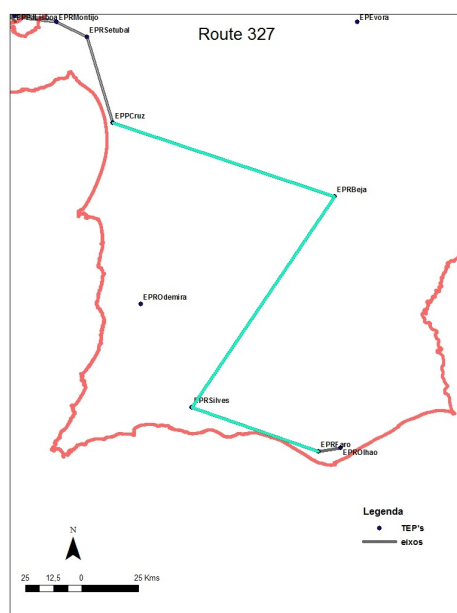 Route 327
EPRMontijo
EPRSetubal
EPEvora
EPPCruz
EPRBeja
EPROdemira
EPRSilves
EPRFaro
EPROlhao
Legenda
TEP's
eixos
N
25 12,5 0 25 Kms